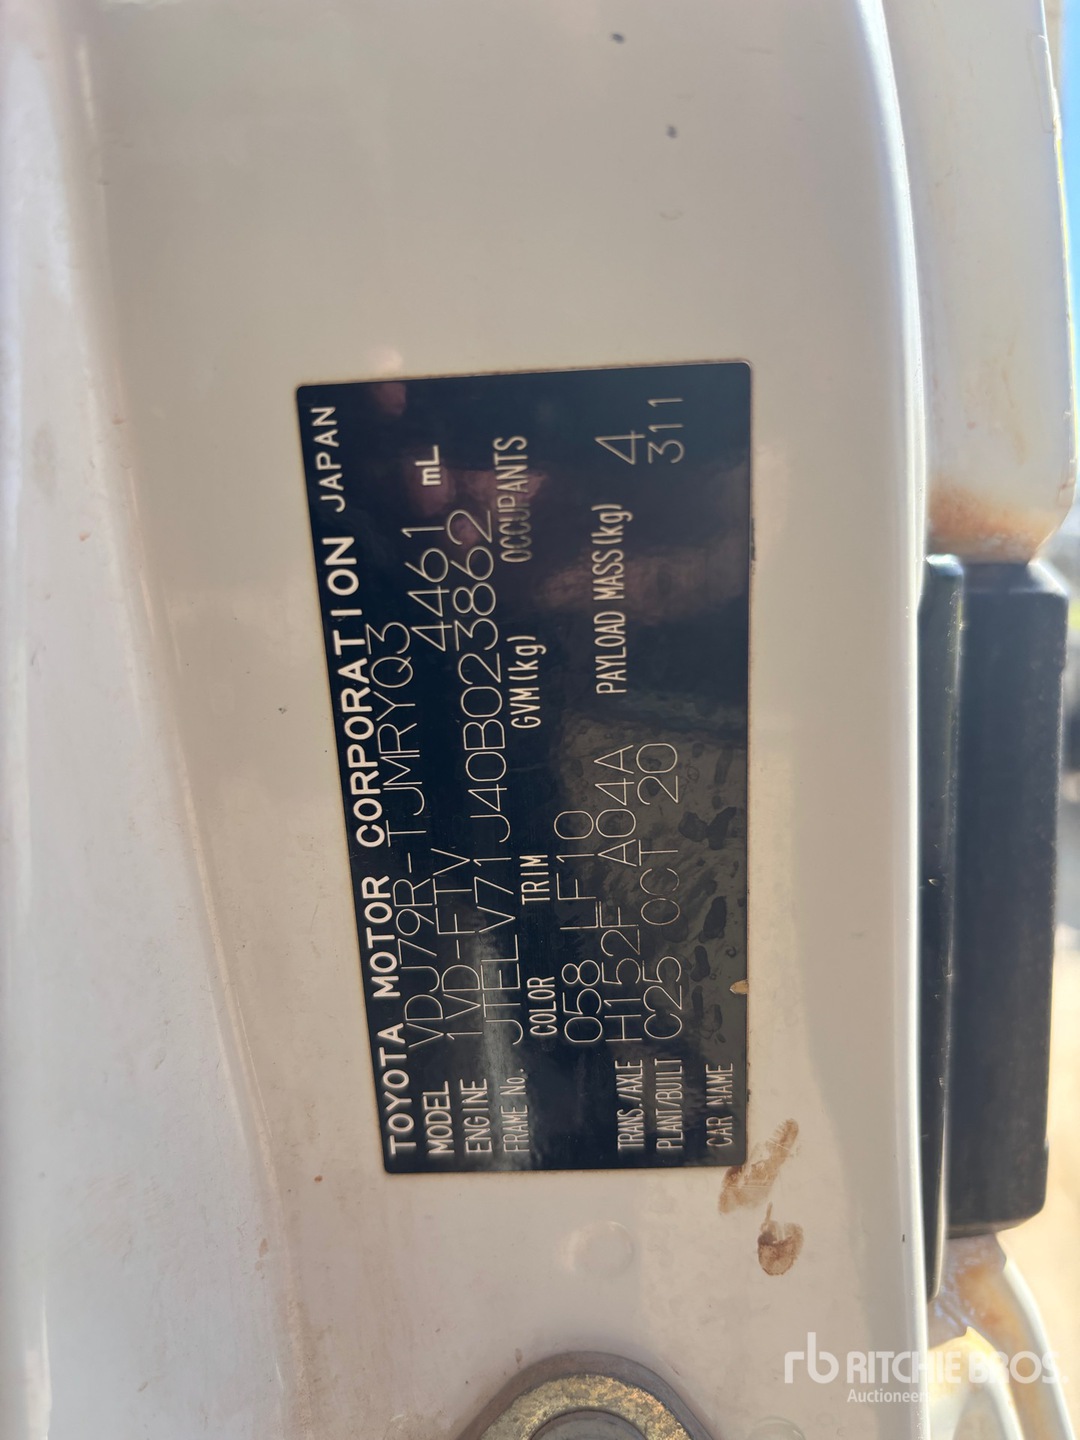 TOYOTA MOTOR CORPORATION JAPAN
MODEL VDJ79R-TJMRYQ3
ENGINE 1VD-FTV 4461 mL
FRAME No. JTELV71J40B023862
COLOR TRIM GVM(kg) OCCUPANTS
058 LF10 4
TRANS./AXLE H152F A04A PAYLOAD MASS(kg) 311
PLANT/BUILT C25 OCT 20
CAR NAME
rb RITCHIE BROS.
Auctioneers